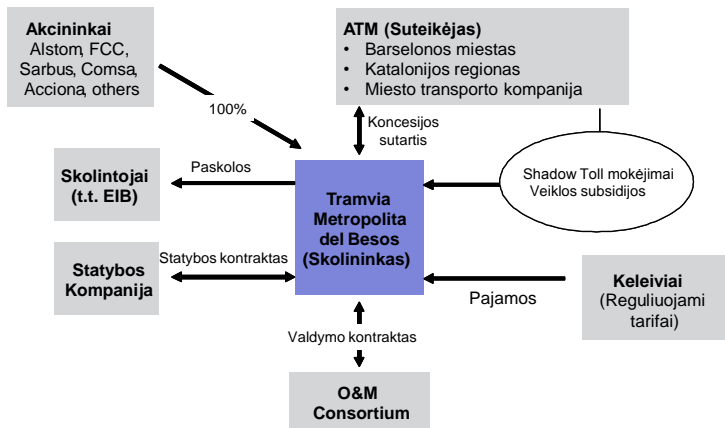 Akcininkai
Alstom, FCC,
Sarbus, Comsa,
Acciona, others
ATM (Suteikėjas)
• Barselonos miestas
• Katalonijos regionas
• Miesto transporto kompanija
100%
Koncesijos
sutartis
Skolintojai
(t.t. EIB)
Paskolos
Tramvia
Metropolita
del Besos
(Skolininkas)
Shadow Toll mokėjimai
Veiklos subsidijos
Statybos
Kompanija
Statybos kontraktas
Pajamos
Keleiviai
(Reguliuojami
tarifai)
Valdymo kontraktas
O&M
Consortium